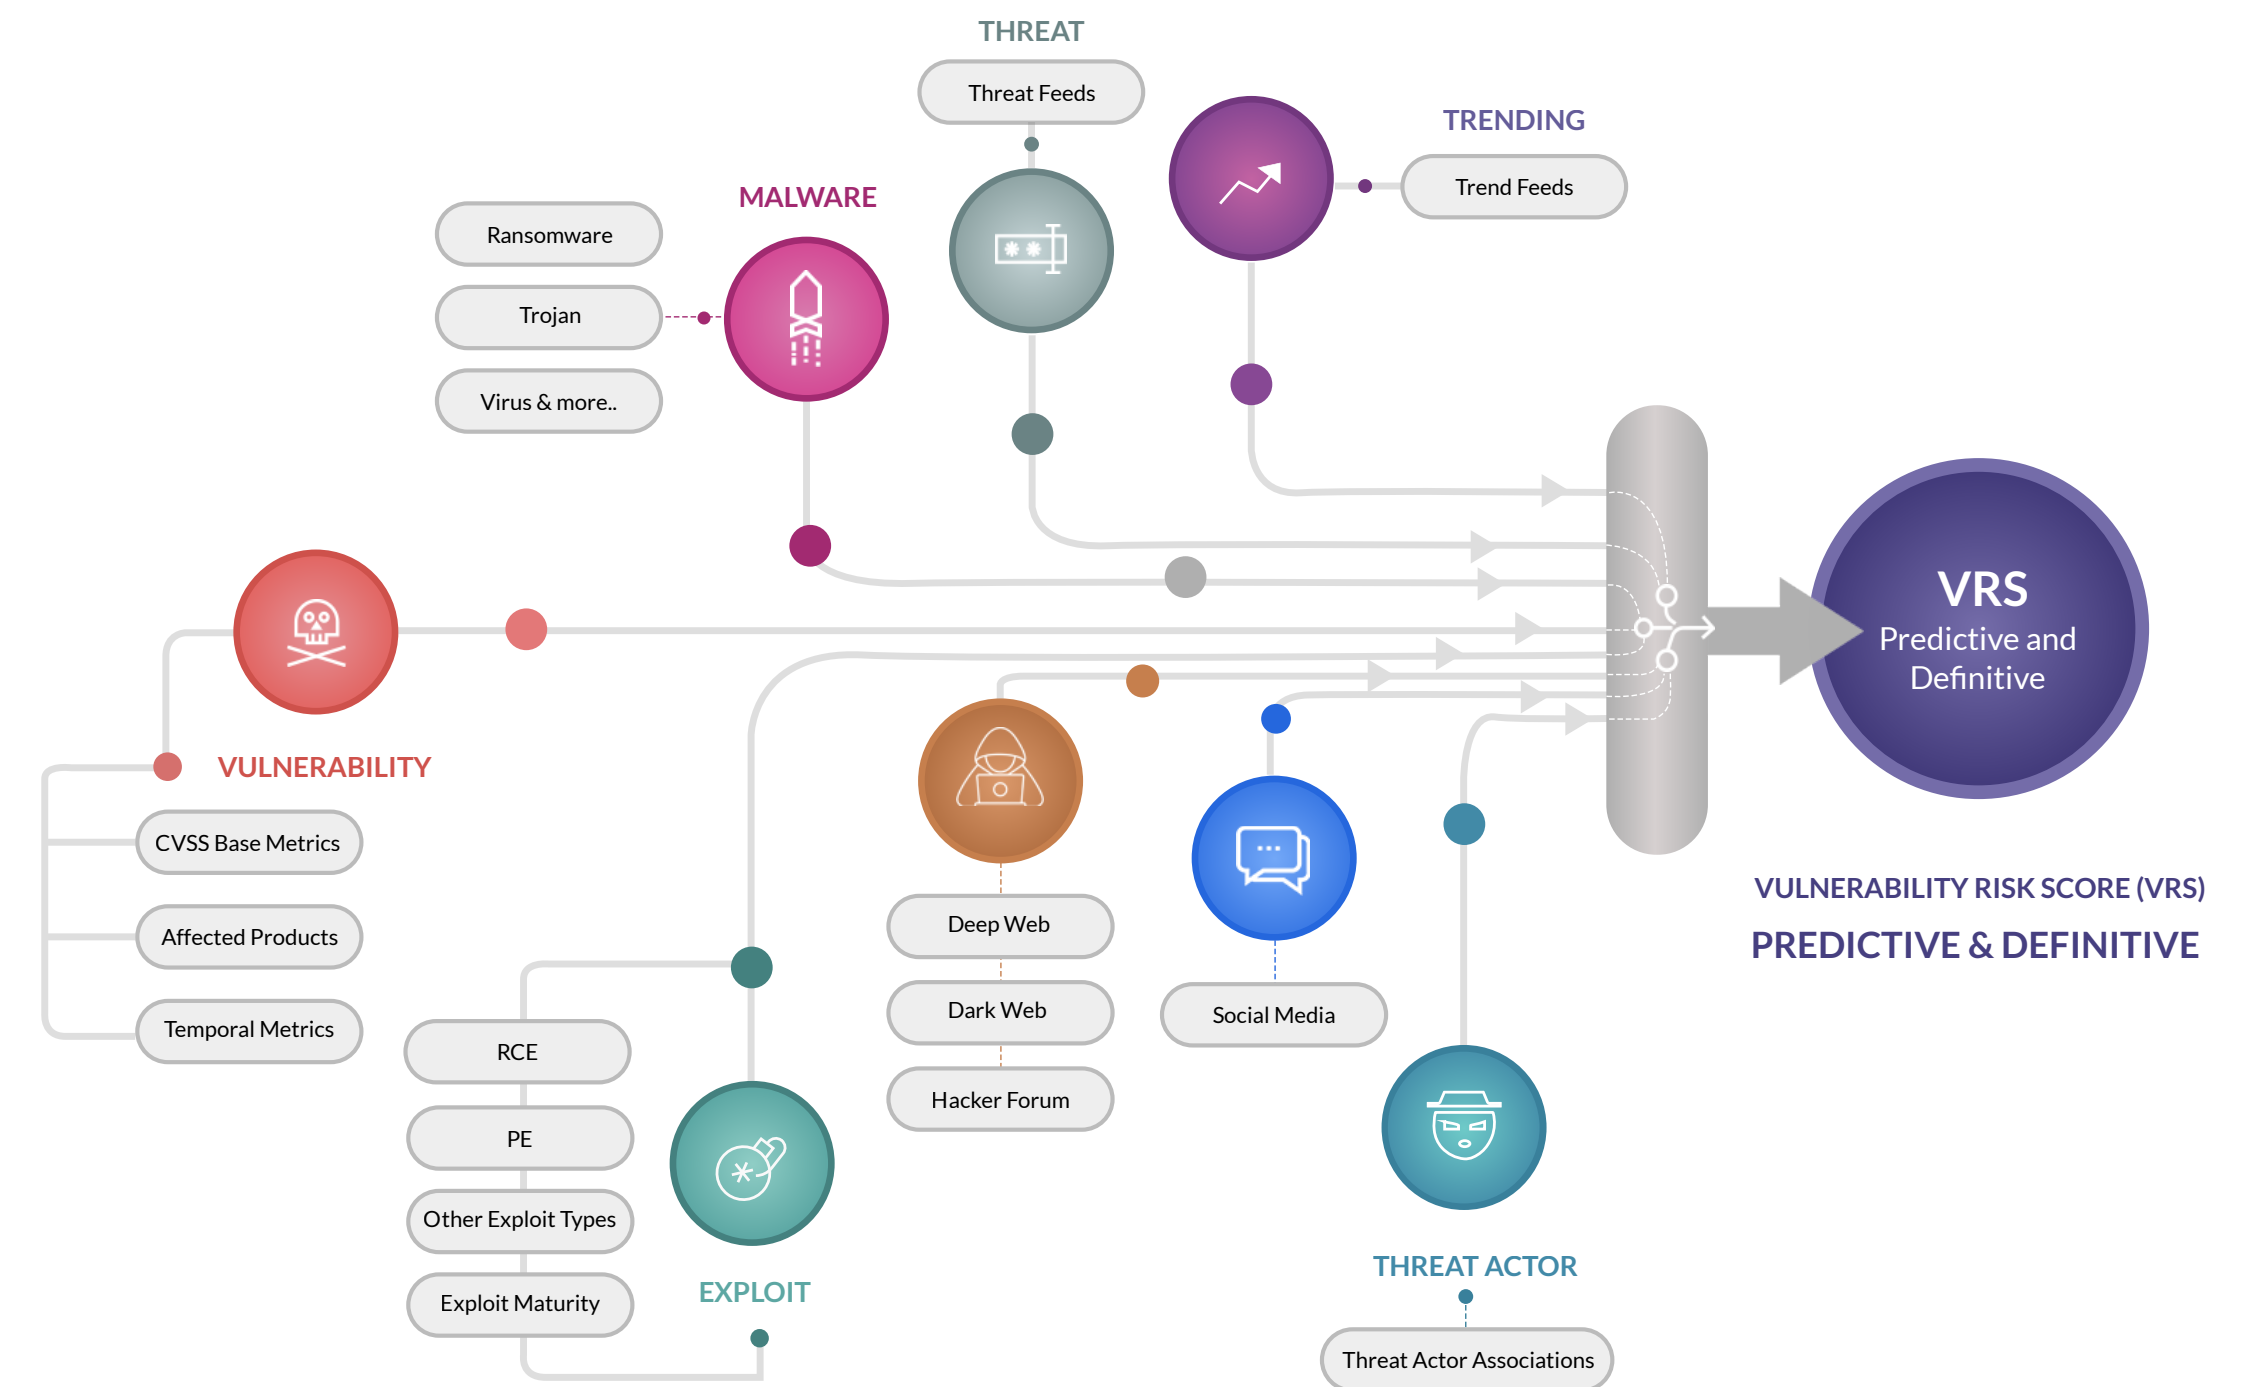 THREAT
Threat Feeds
TRENDING
Trend Feeds
MALWARE
Ransomware
Trojan
Virus & more..
VRS
Predictive and
Definitive
VULNERABILITY
CVSS Base Metrics
Affected Products
Temporal Metrics
VULNERABILITY RISK SCORE (VRS)
PREDICTIVE & DEFINITIVE
Deep Web
Dark Web
Hacker Forum
Social Media
RCE
PE
Other Exploit Types
Exploit Maturity
EXPLOIT
THREAT ACTOR
Threat Actor Associations